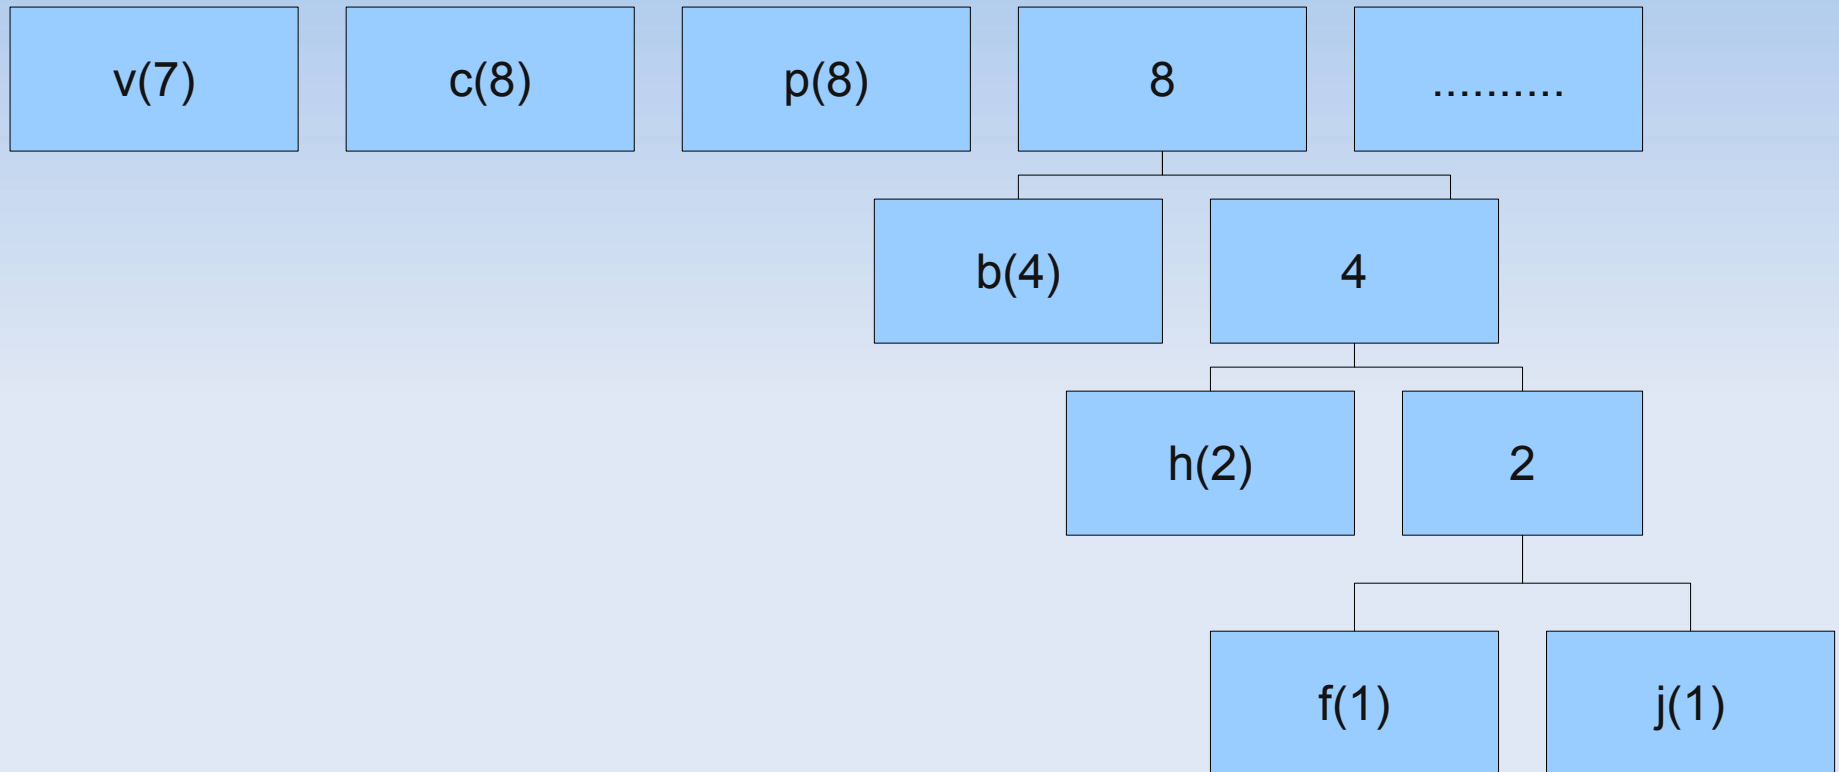 v(7) c(8) p(8) 8 ..........
b(4) 4
h(2) 2
f(1) j(1)